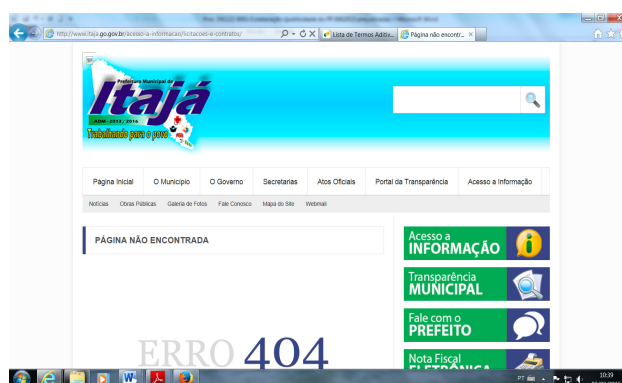 http://www.itaja.go.gov.br/acesso-a-informacao/licitacoes-e-contratos/
Lista de Termos Aditiv...
Página não encontr...
Prefeitura Municipal de
Itajá
ADM - 2013 / 2016
Trabalhando para o povo
Página Inicial O Município O Governo Secretarias Atos Oficiais Portal da Transparência Acesso a Informação
Notícias Obras Públicas Galeria de Fotos Fale Conosco Mapa do Site Webmail
PÁGINA NÃO ENCONTRADA
ERRO 404
Acesso a
INFORMAÇÃO
Transparência
MUNICIPAL
Fale com o
PREFEITO
Nota Fiscal
ELETRÔNICA
PT
10:39